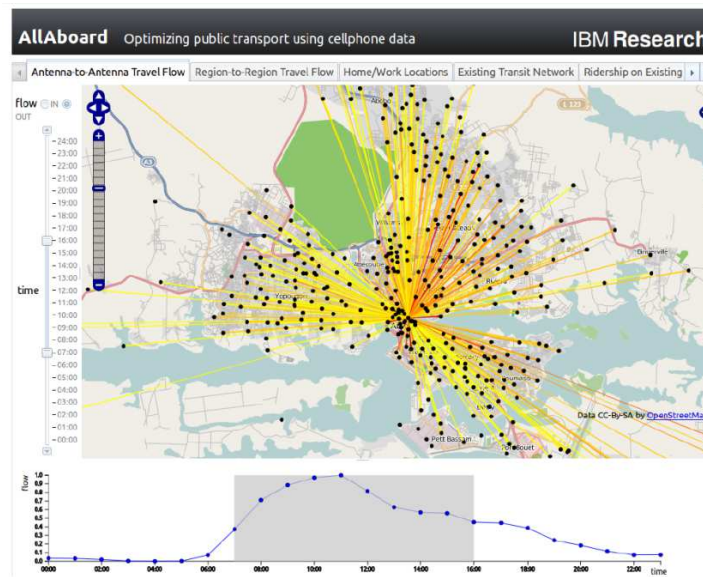 AllAboard Optimizing public transport using cellphone data IBM Research
Antenna-to-Antenna Travel Flow Region-to-Region Travel Flow Home/Work Locations Existing Transit Network Ridership on Existing
flow IN
OUT
24:00
23:00
22:00
21:00
20:00
19:00
18:00
17:00
16:00
15:00
14:00
13:00
12:00
11:00
10:00
09:00
08:00
07:00
06:00
05:00
04:00
03:00
02:00
01:00
00:00
time
A3
Abobo
E 123
Yopougon
Bingerville
Petit Bassam
Port Bouet
Data CC-By-SA by OpenStreetMa
flow
1.0
0.9
0.8
0.7
0.6
0.5
0.4
0.3
0.2
0.1
0.0
0000 02:00 04:00 06:00 08:00 10:00 12:00 14:00 16:00 18:00 20:00 22:00 time